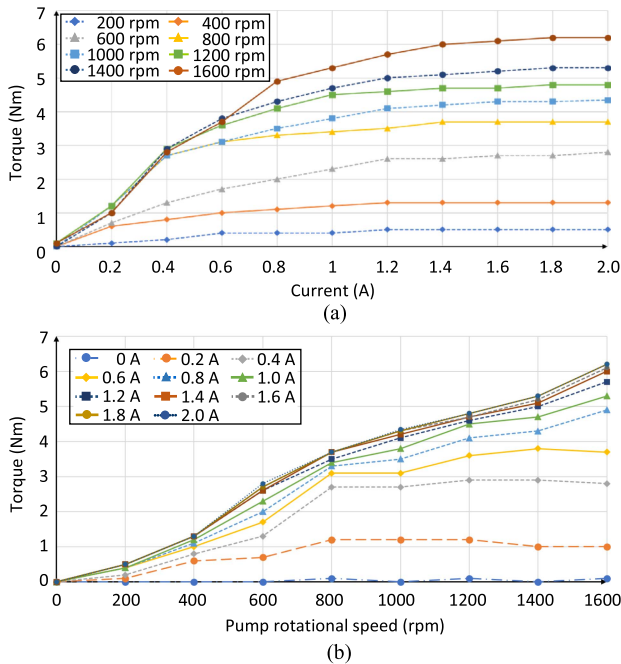 7
6
5
4
3
2
1
0
Torque (Nm)
200 rpm 400 rpm
600 rpm 800 rpm
1000 rpm 1200 rpm
1400 rpm 1600 rpm
0 0.2 0.4 0.6 0.8 1 1.2 1.4 1.6 1.8 2.0
Current (A)
(a)
7
6
5
4
3
2
1
0
Torque (Nm)
0 A 0.2 A 0.4 A
0.6 A 0.8 A 1.0 A
1.2 A 1.4 A 1.6 A
1.8 A 2.0 A
0 200 400 600 800 1000 1200 1400 1600
Pump rotational speed (rpm)
(b)